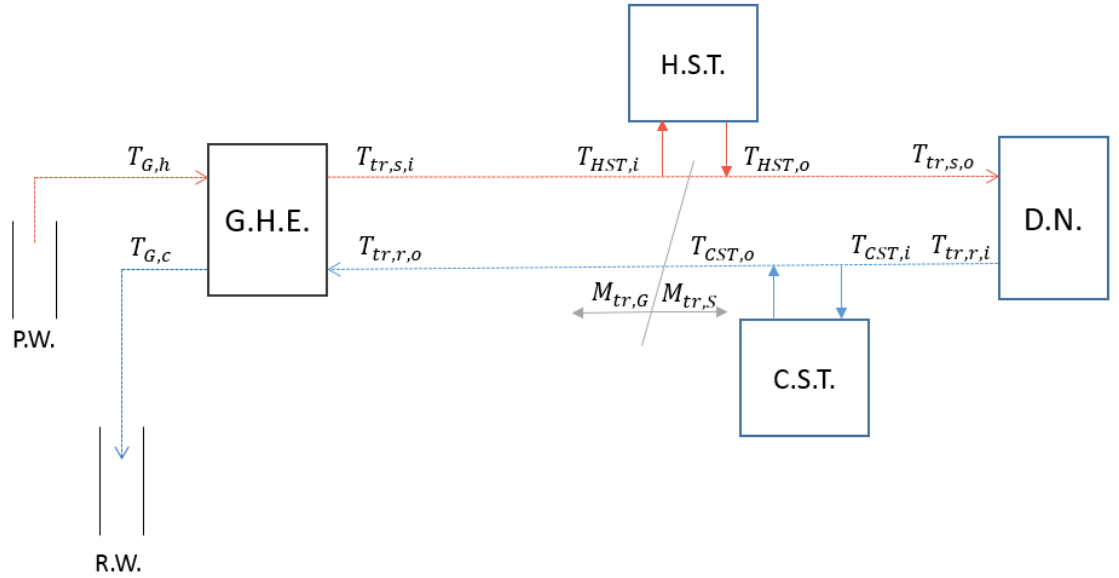 H.S.T.
T_{G,h}
T_{tr,s,i}
T_{HST,i}
T_{HST,o}
T_{tr,s,o}
G.H.E.
D.N.
T_{G,c}
T_{tr,r,o}
T_{CST,o}
T_{CST,i}
T_{tr,r,i}
M_{tr,G}
M_{tr,S}
P.W.
C.S.T.
R.W.